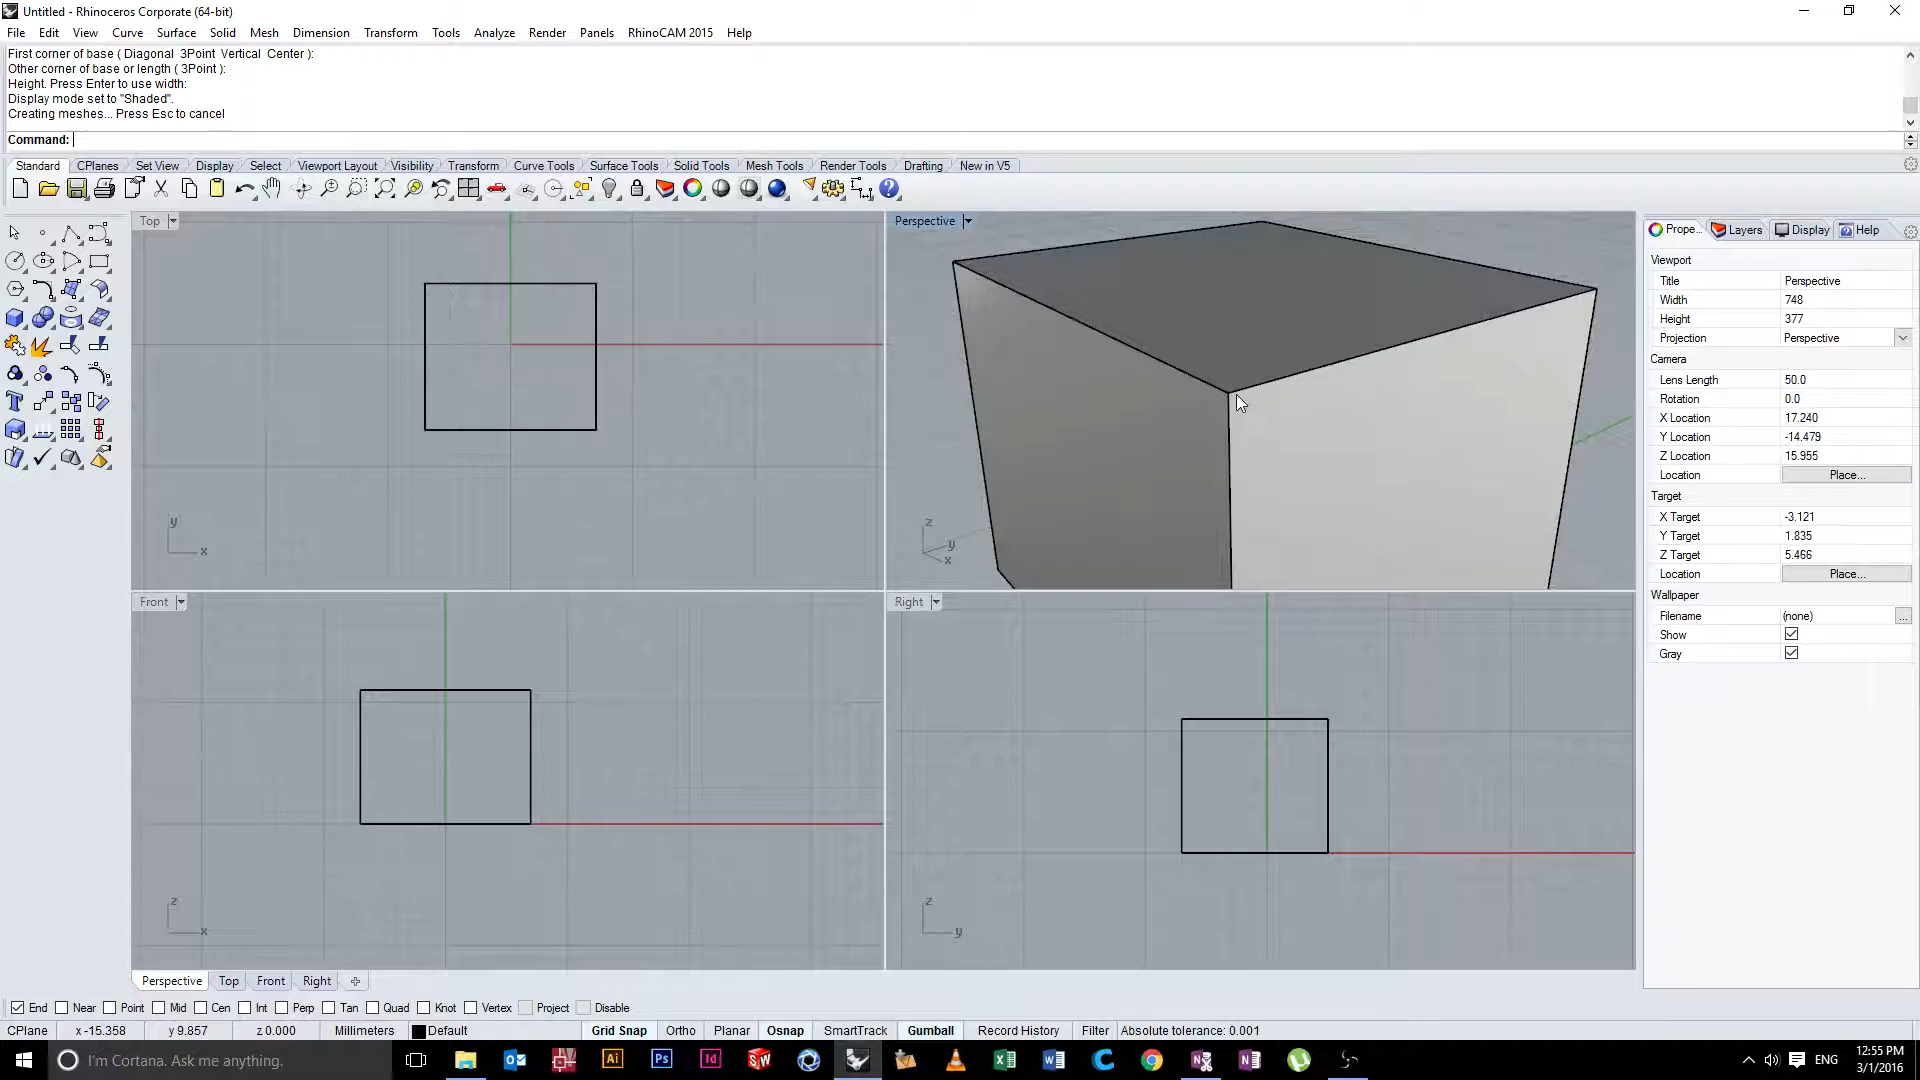 Untitled - Rhinoceros Corporate (64-bit)
File Edit View Curve Surface Solid Mesh Dimension Transform Tools Analyze Render Panels RhinoCAM 2015 Help
First corner of base ( Diagonal 3Point Vertical Center ):
Other corner of base or length ( 3Point ):
Height. Press Enter to use width:
Display mode set to "Shaded".
Creating meshes... Press Esc to cancel
Command:
Standard CPlanes Set View Display Select Viewport Layout Visibility Transform Curve Tools Surface Tools Solid Tools Mesh Tools Render Tools Drafting New in V5
Top
Perspective
Prope... Layers Display Help
Viewport
Title Perspective
Width 748
Height 377
Projection Perspective
Camera
Lens Length 50.0
Rotation 0.0
X Location 17.240
Y Location -14.479
Z Location 15.955
Location Place...
Target
X Target -3.121
Y Target 1.835
Z Target 5.466
Location Place...
Wallpaper
Filename (none) ...
Show
Gray
y
x
z
y
x
Front
Right
z
x
z
y
Perspective Top Front Right
End Near Point Mid Cen Int Perp Tan Quad Knot Vertex Project Disable
CPlane x -15.358 y 9.857 z 0.000 Millimeters Default Grid Snap Ortho Planar Osnap SmartTrack Gumball Record History Filter Absolute tolerance: 0.001
I'm Cortana. Ask me anything.
Ai Ps Id SW
ENG
12:55 PM
3/1/2016